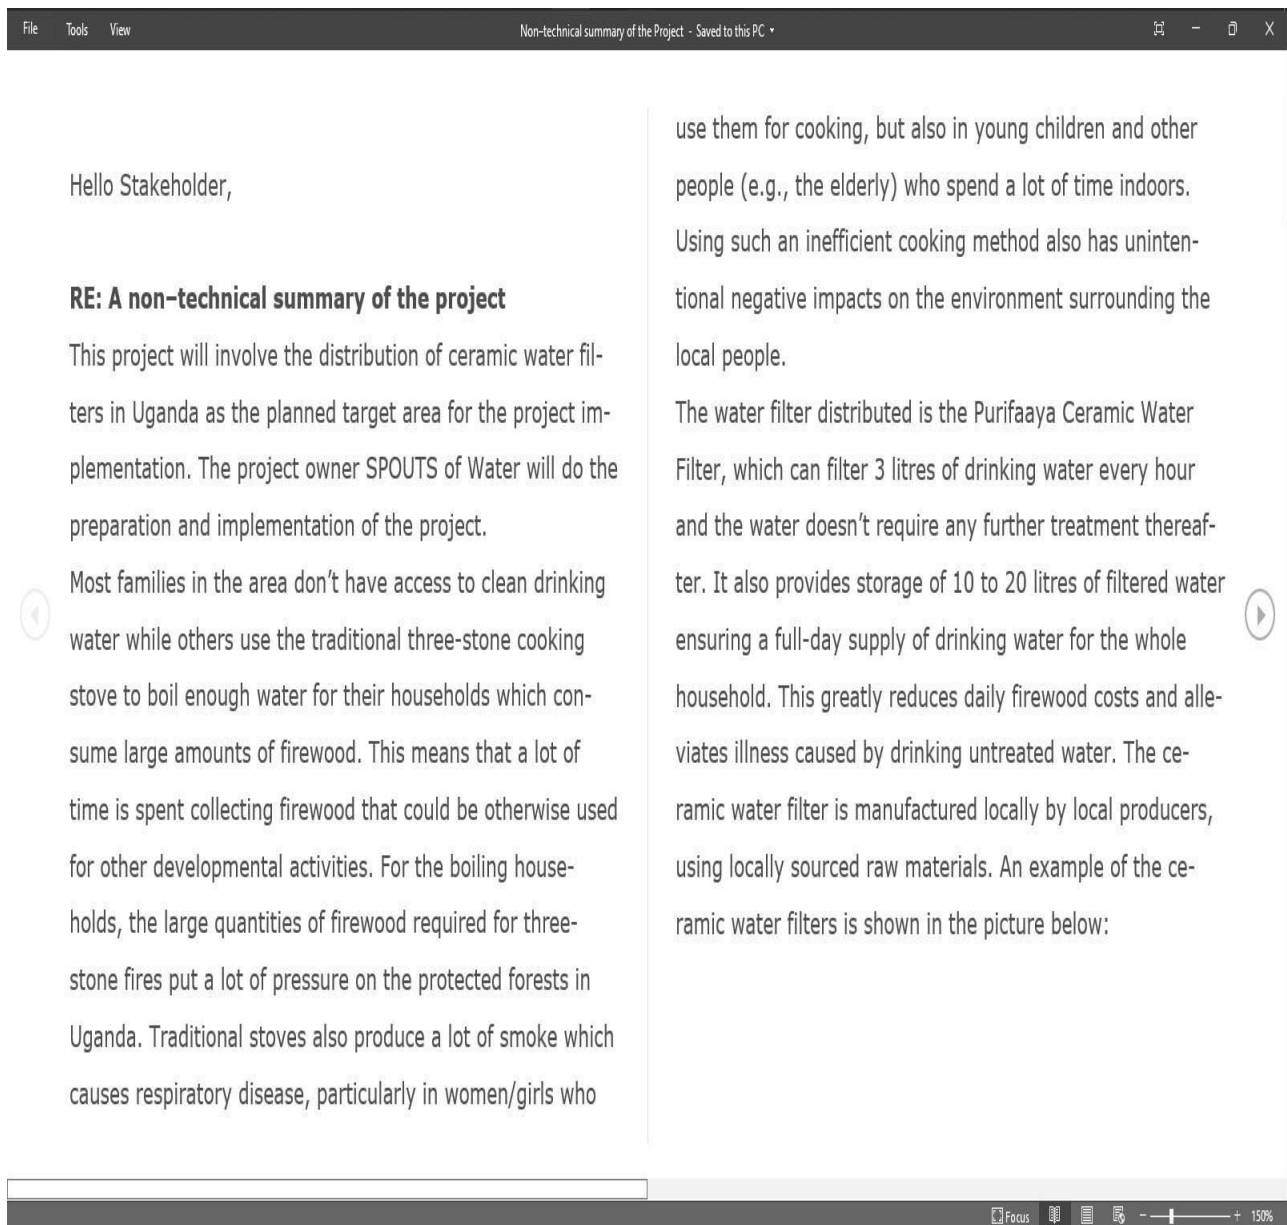 File Tools View Non-technical summary of the Project - Saved to this PC
Hello Stakeholder,
RE: A non-technical summary of the project
This project will involve the distribution of ceramic water fil-
ters in Uganda as the planned target area for the project im-
plementation. The project owner SPOUTS of Water will do the
preparation and implementation of the project.
Most families in the area don't have access to clean drinking
water while others use the traditional three-stone cooking
stove to boil enough water for their households which con-
sume large amounts of firewood. This means that a lot of
time is spent collecting firewood that could be otherwise used
for other developmental activities. For the boiling house-
holds, the large quantities of firewood required for three-
stone fires put a lot of pressure on the protected forests in
Uganda. Traditional stoves also produce a lot of smoke which
causes respiratory disease, particularly in women/girls who
use them for cooking, but also in young children and other
people (e.g., the elderly) who spend a lot of time indoors.
Using such an inefficient cooking method also has uninten-
tional negative impacts on the environment surrounding the
local people.
The water filter distributed is the Purifaaya Ceramic Water
Filter, which can filter 3 litres of drinking water every hour
and the water doesn't require any further treatment thereaf-
ter. It also provides storage of 10 to 20 litres of filtered water
ensuring a full-day supply of drinking water for the whole
household. This greatly reduces daily firewood costs and alle-
viates illness caused by drinking untreated water. The ce-
ramic water filter is manufactured locally by local producers,
using locally sourced raw materials. An example of the ce-
ramic water filters is shown in the picture below:
Focus 150%